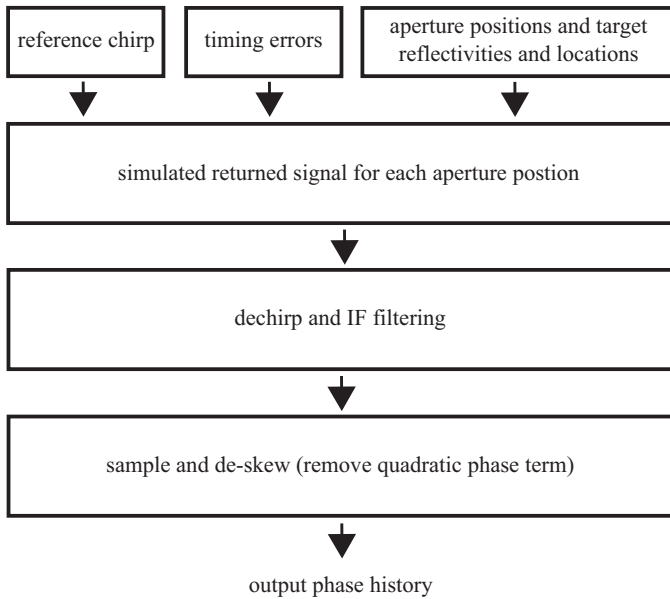 reference chirp
timing errors
aperture positions and target
reflectivities and locations
simulated returned signal for each aperture postion
dechirp and IF filtering
sample and de-skew (remove quadratic phase term)
output phase history